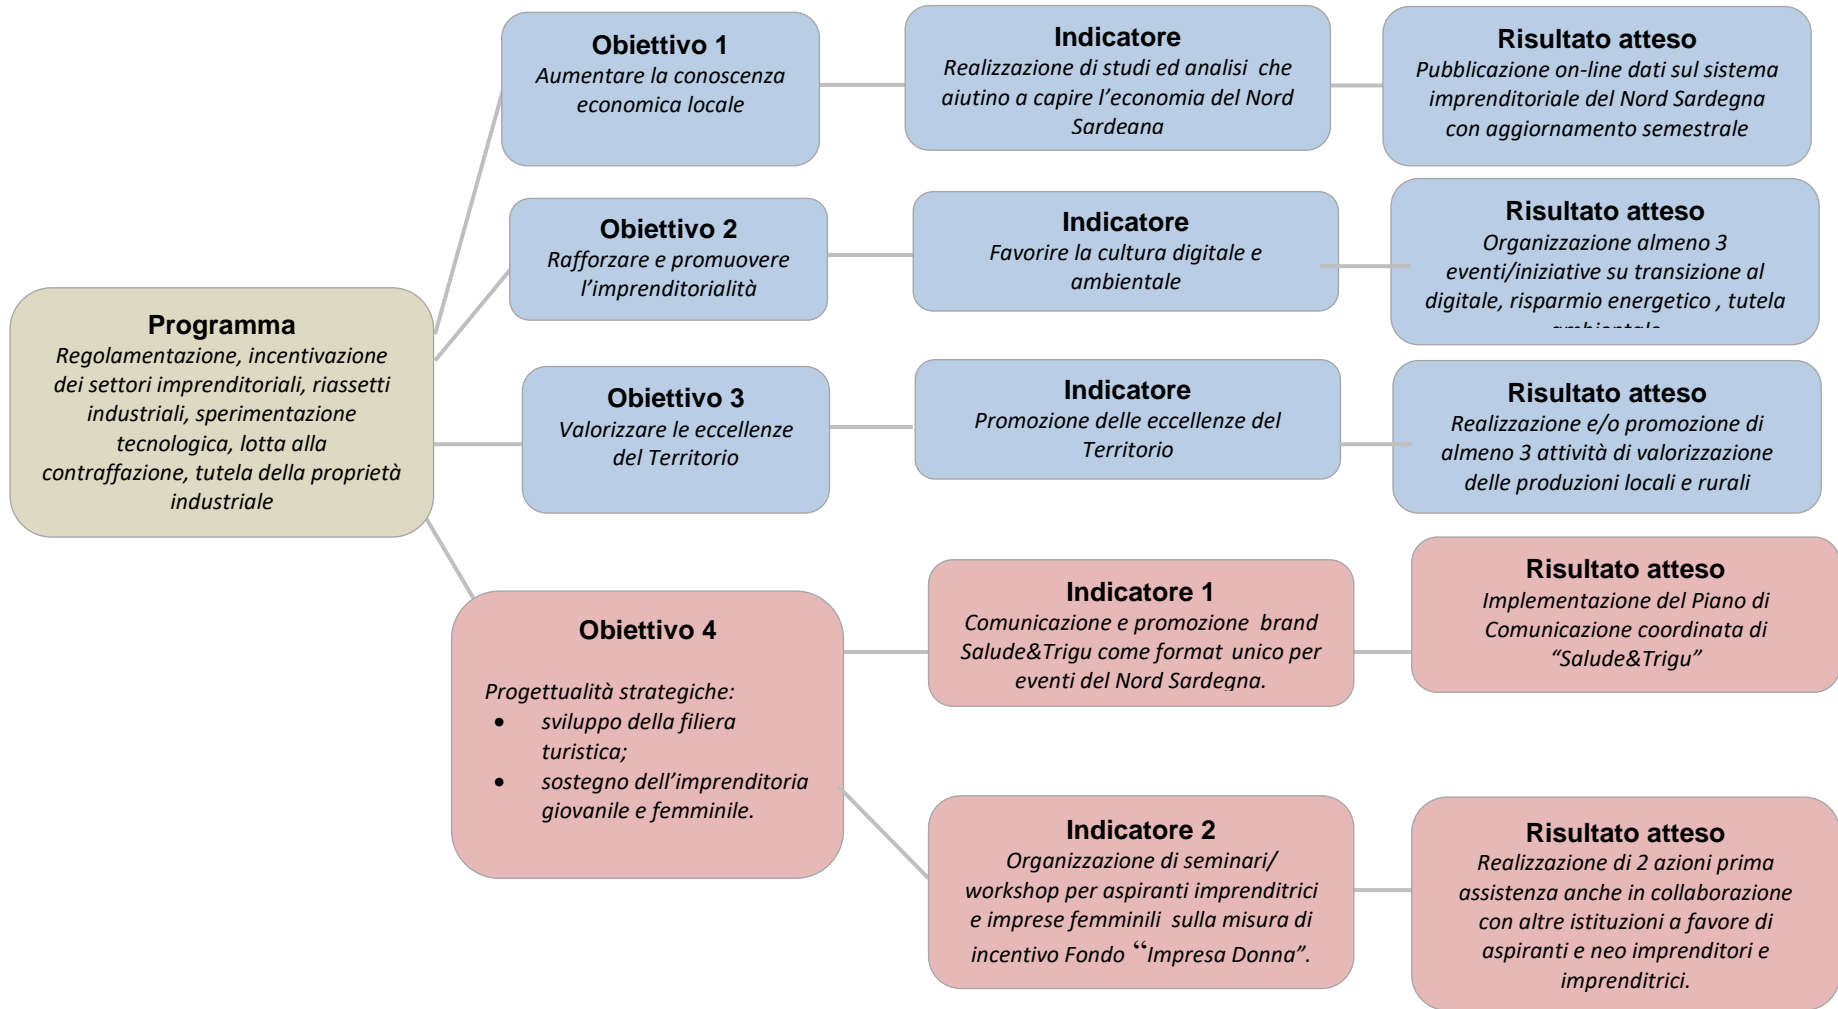 Programma
Regolamentazione, incentivazione
dei settori imprenditoriali, riassetti
industriali, sperimentazione
tecnologica, lotta alla
contraffazione, tutela della proprietà
industriale
Obiettivo 1
Aumentare la conoscenza
economica locale
Indicatore
Realizzazione di studi ed analisi che
aiutino a capire l’economia del Nord
Sardegna
Risultato atteso
Pubblicazione on-line dati sul sistema
imprenditoriale del Nord Sardegna
con aggiornamento semestrale
Obiettivo 2
Rafforzare e promuovere
l’imprenditorialità
Indicatore
Favorire la cultura digitale e
ambientale
Risultato atteso
Organizzazione almeno 3
eventi/iniziative su transizione al
digitale, risparmio energetico , tutela
ambientale
Obiettivo 3
Valorizzare le eccellenze
del Territorio
Indicatore
Promozione delle eccellenze del
Territorio
Risultato atteso
Realizzazione e/o promozione di
almeno 3 attività di valorizzazione
delle produzioni locali e rurali
Obiettivo 4
Progettualità strategiche:
• sviluppo della filiera
turistica;
• sostegno dell’imprenditoria
giovanile e femminile.
Indicatore 1
Comunicazione e promozione brand
Salude&Trigu come format unico per
eventi del Nord Sardegna.
Risultato atteso
Implementazione del Piano di
Comunicazione coordinata di
“Salude&Trigu”
Indicatore 2
Organizzazione di seminari/
workshop per aspiranti imprenditrici
e imprese femminili sulla misura di
incentivo Fondo “Impresa Donna”.
Risultato atteso
Realizzazione di 2 azioni prima
assistenza anche in collaborazione
con altre istituzioni a favore di
aspiranti e neo imprenditori e
imprenditrici.